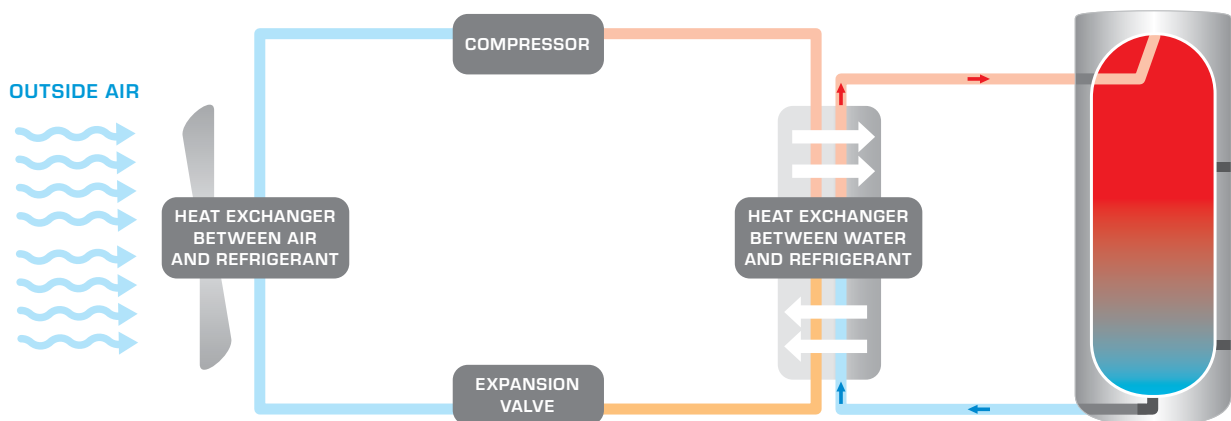 COMPRESSOR
OUTSIDE AIR
HEAT EXCHANGER
BETWEEN AIR
AND REFRIGERANT
HEAT EXCHANGER
BETWEEN WATER
AND REFRIGERANT
EXPANSION
VALVE